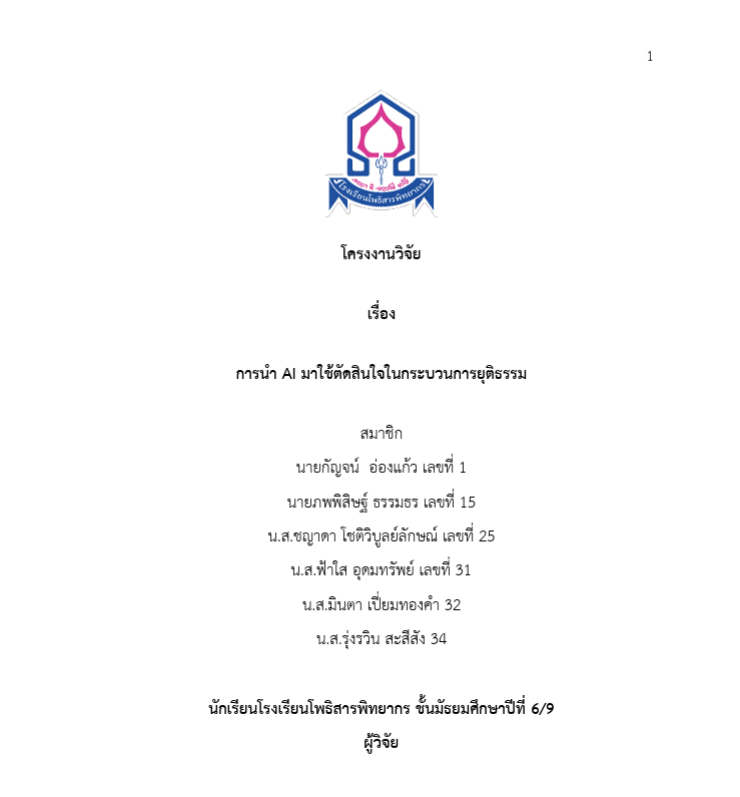 1
โรงเรียนโพธิสารพิทยากร
โครงงานวิจัย
เรื่อง
การนำ AI มาใช้ตัดสินใจในกระบวนการยุติธรรม
สมาชิก
นายกัญจน์  อ่องแก้ว เลขที่ 1
นายภพพิสิษฐ์ ธรรมธร เลขที่ 15
น.ส.ชญาดา โชติวิบูลย์ลักษณ์ เลขที่ 25
น.ส.ฟ้าใส อุดมทรัพย์ เลขที่ 31
น.ส.มินตา เปี่ยมทองคำ 32
น.ส.รุ่งรวิน สะสีสัง 34
นักเรียนโรงเรียนโพธิสารพิทยากร ชั้นมัธยมศึกษาปีที่ 6/9
ผู้วิจัย